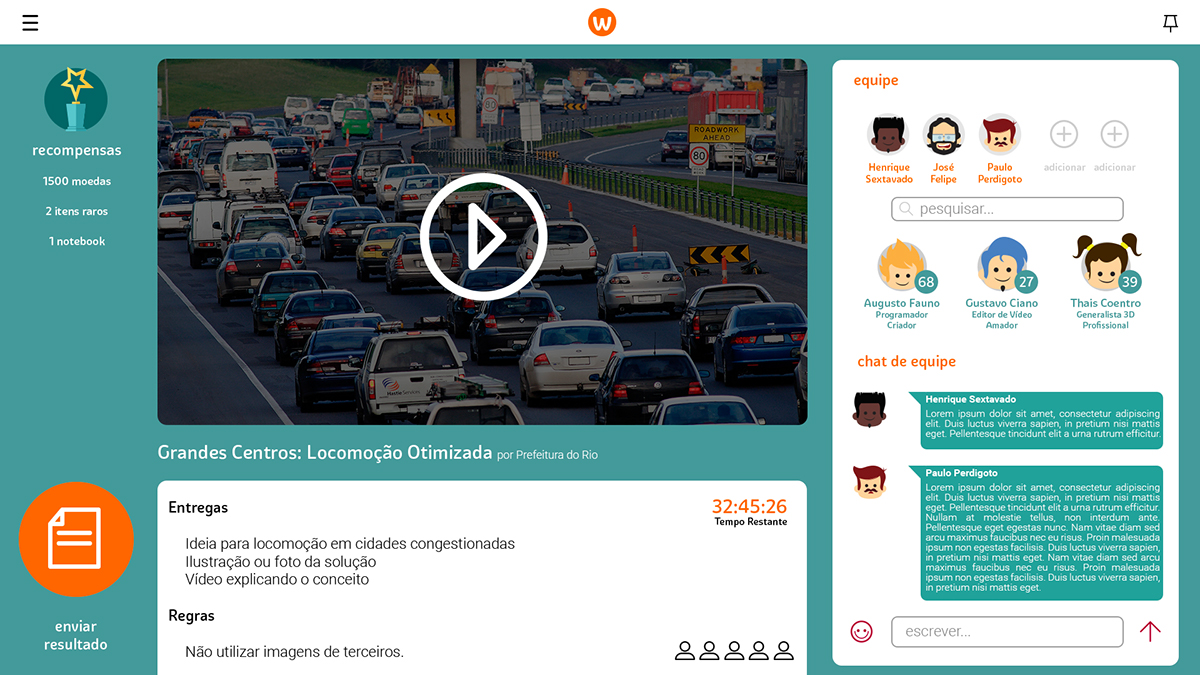 W
recompensas
1500 moedas
2 itens raros
1 notebook
80
ROADWORK
AHEAD
80
Grandes Centros: Locomoção Otimizada por Prefeitura do Rio
enviar
resultado
Entregas
32:45:26
Tempo Restante
Ideia para locomoção em cidades congestionadas
Ilustração ou foto da solução
Vídeo explicando o conceito
Regras
Não utilizar imagens de terceiros.
equipe
Henrique
Sextavado
José
Felipe
Paulo
Perdigoto
adicionar
adicionar
pesquisar...
68
27
39
Augusto Fauno
Programador
Criador
Gustavo Ciano
Editor de Vídeo
Amador
Thais Coentro
Generalista 3D
Profissional
chat de equipe
Henrique Sextavado
Lorem ipsum dolor sit amet, consectetur adipiscing
elit. Duis luctus viverra sapien, in pretium nisi mattis
eget. Pellentesque tincidunt elit a urna rutrum efficitur.
Paulo Perdigoto
Lorem ipsum dolor sit amet, consectetur adipiscing
elit. Duis luctus viverra sapien, in pretium nisi mattis
eget. Pellentesque tincidunt elit a urna rutrum efficitur.
Nullam at molestie tellus, non interdum ante.
Pellentesque eget egestas nunc. Nam vitae diam sed
arcu maximus faucibus nec eu risus. Proin malesuada
ipsum non egestas facilisis. Duis luctus viverra sapien,
in pretium nisi mattis eget. Nam vitae diam sed arcu
maximus faucibus nec eu risus. Proin malesuada
ipsum non egestas facilisis. Duis luctus viverra sapien,
in pretium nisi mattis eget.
escrever...